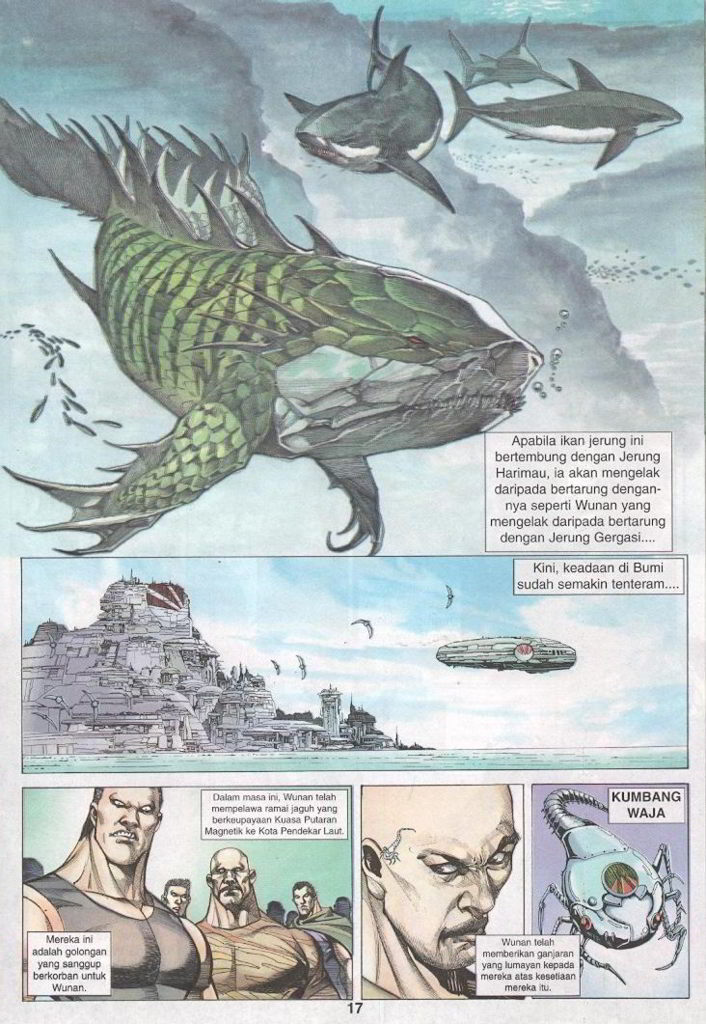 Apabila ikan jerung ini
bertembung dengan Jerung
Harimau, ia akan mengelak
daripada bertarung dengan-
nya seperti Wunan yang
mengelak daripada bertarung
dengan Jerung Gergasi....
Kini, keadaan di Bumi
sudah semakin tenteram....
Dalam masa ini, Wunan telah
mempelawa ramai jaguh yang
berkeupayaan Kuasa Putaran
Magnetik ke Kota Pendekar Laut.
Mereka ini
adalah golongan
yang sanggup
berkorban untuk
Wunan.
KUMBANG
WAJA
Wunan telah
memberikan ganjaran
yang lumayan kepada
mereka atas kesetiaan
mereka itu.
17